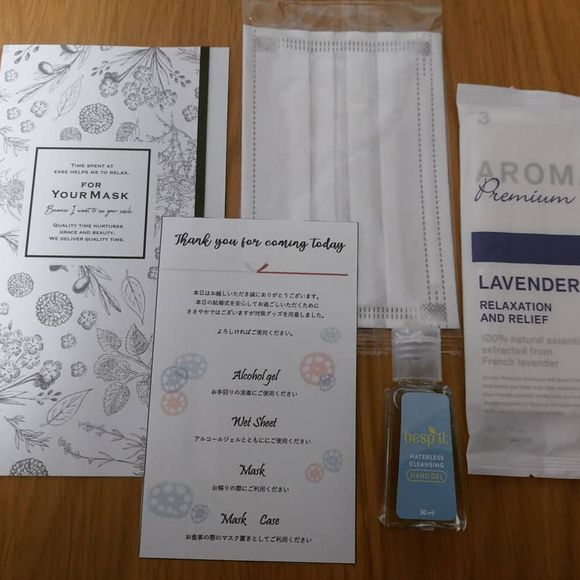 TIME SPENT AT
EASE HELPS ME TO RELAX.
FOR
YOUR MASK
Because I want to see your smile.
QUALITY TIME NURTURES
GRACE AND BEAUTY.
WE DELIVER QUALITY TIME.
Thank you for coming today
本日はお越しいただき誠にありがとうございます。
本日の結婚式を安心してお過ごしいただくために
ささやかではございますが対策グッズを用意しました。
よろしければご使用ください。
Alcohol gel
お手回りの消毒にご使用ください
Wet Sheet
アルコールジェルとともににご使用ください
Mask
お帰りの際にご利用ください
Mask Case
お食事の際のマスク置きとしてご利用ください
bespit
WATERLESS
CLEANSING
HAND GEL
30ml
3
AROM
Premium
LAVENDER
RELAXATION
AND RELIEF
100% natural essenti
extracted from
French lavender